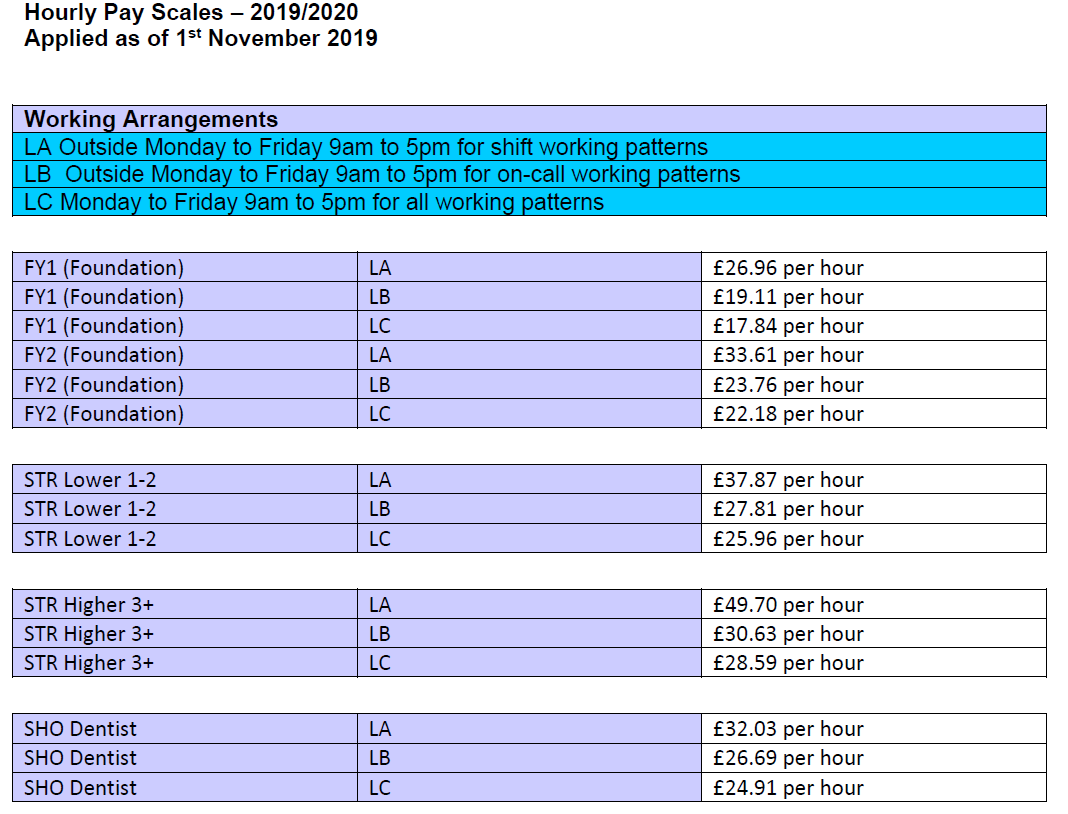 Hourly Pay Scales – 2019/2020
Applied as of 1st November 2019
Working Arrangements
LA Outside Monday to Friday 9am to 5pm for shift working patterns
LB Outside Monday to Friday 9am to 5pm for on-call working patterns
LC Monday to Friday 9am to 5pm for all working patterns
FY1 (Foundation) LA £26.96 per hour
FY1 (Foundation) LB £19.11 per hour
FY1 (Foundation) LC £17.84 per hour
FY2 (Foundation) LA £33.61 per hour
FY2 (Foundation) LB £23.76 per hour
FY2 (Foundation) LC £22.18 per hour
STR Lower 1-2 LA £37.87 per hour
STR Lower 1-2 LB £27.81 per hour
STR Lower 1-2 LC £25.96 per hour
STR Higher 3+ LA £49.70 per hour
STR Higher 3+ LB £30.63 per hour
STR Higher 3+ LC £28.59 per hour
SHO Dentist LA £32.03 per hour
SHO Dentist LB £26.69 per hour
SHO Dentist LC £24.91 per hour